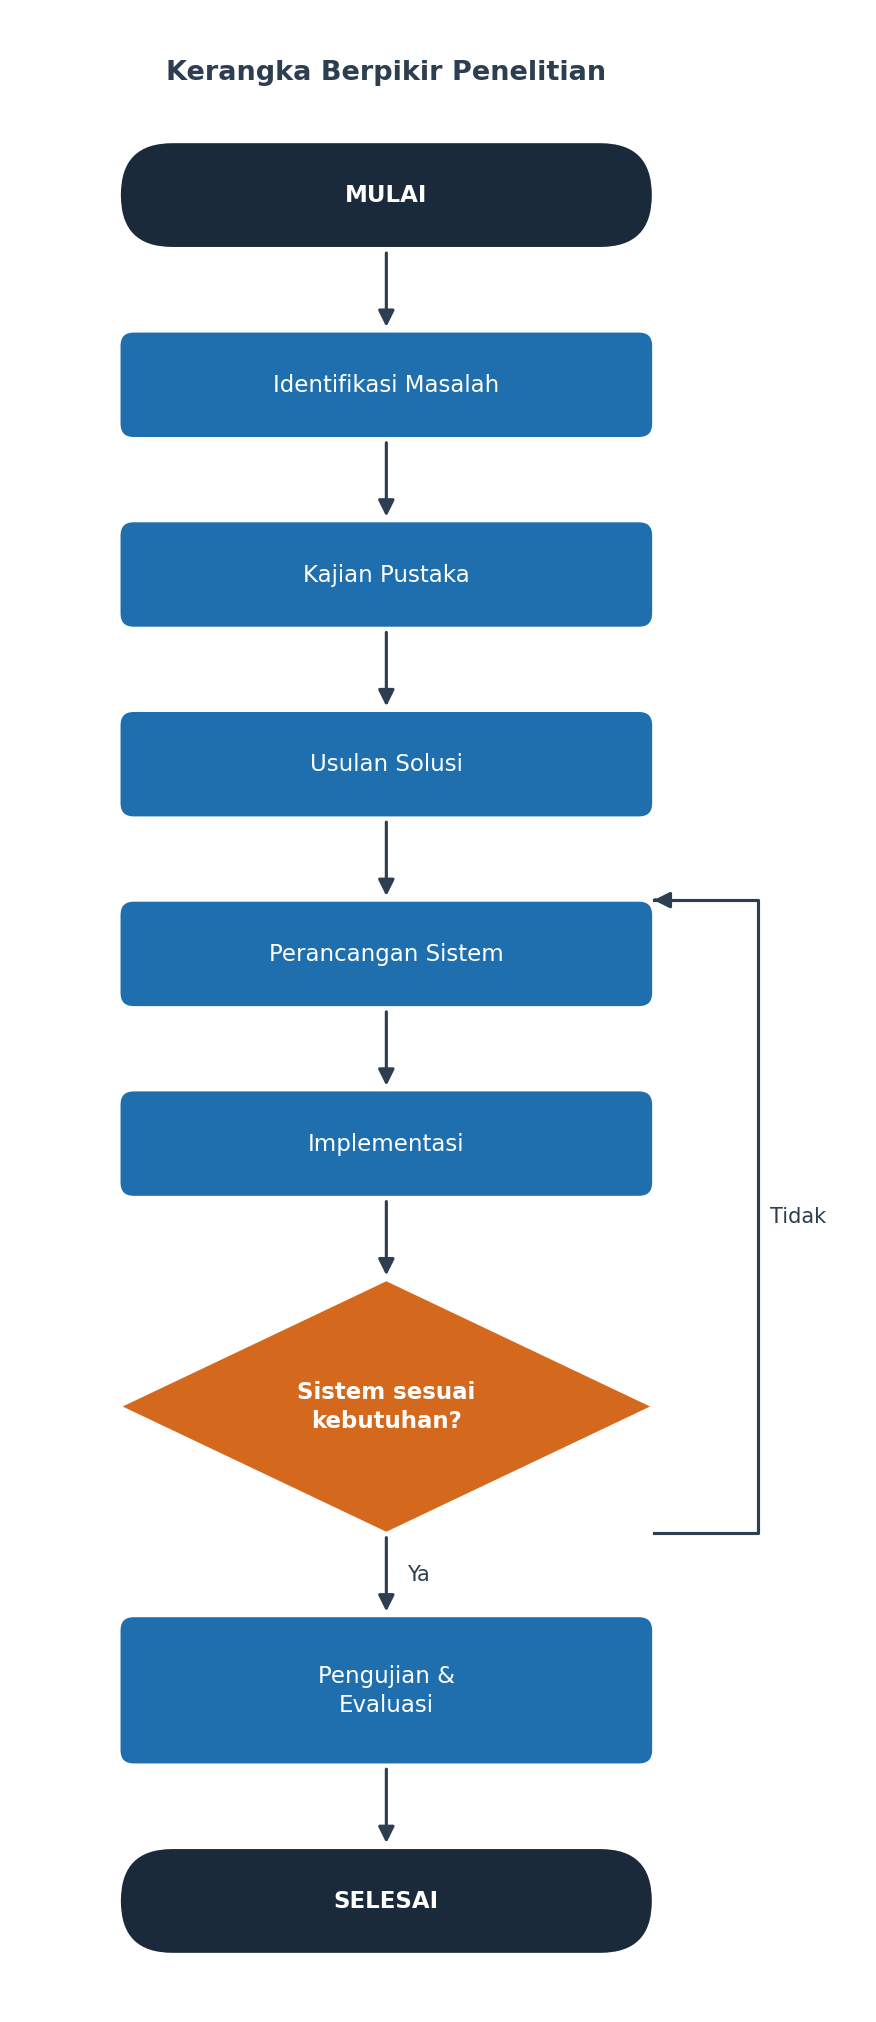 Kerangka Berpikir Penelitian
MULAI
Identifikasi Masalah
Kajian Pustaka
Usulan Solusi
Perancangan Sistem
Implementasi
Tidak
Sistem sesuai
kebutuhan?
Ya
Pengujian &
Evaluasi
SELESAI